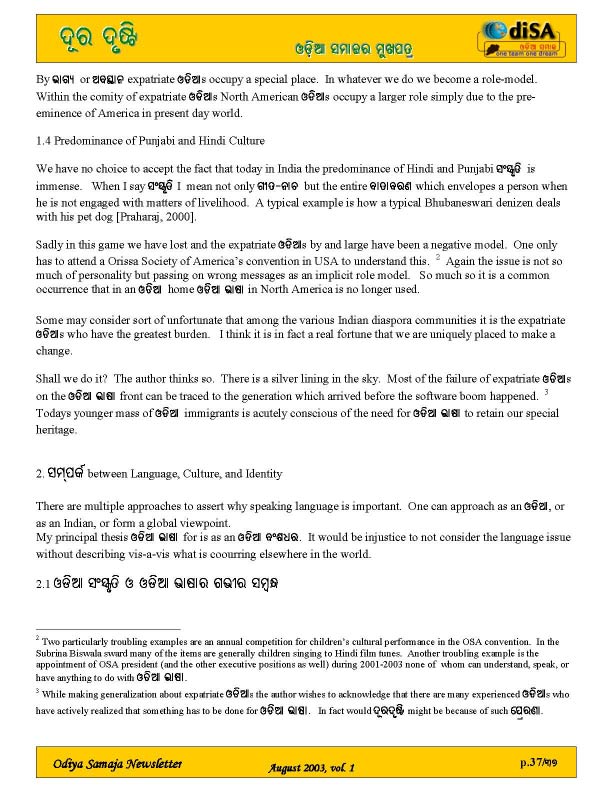 ଦୂର ଦୃଷ୍ଟି
ଓଡ଼ିଆ ସମାଜର ମୁଖପତ୍ର
diSA
ଓଡ଼ିଆ ସମାଜ
one team one dream
By ଭାଗ୍ୟ or ଅବସ୍ଥାନ expatriate ଓଡିଆs occupy a special place. In whatever we do we become a role-model.
Within the comity of expatriate ଓଡିଆs North American ଓଡିଆs occupy a larger role simply due to the pre-
eminence of America in present day world.
1.4 Predominance of Punjabi and Hindi Culture
We have no choice to accept the fact that today in India the predominance of Hindi and Punjabi ସଂସ୍କୃତି is
immense. When I say ସଂସ୍କୃତି I mean not only ଗୀତ-ନାଚ but the entire ବାତାବରଣ which envelopes a person when
he is not engaged with matters of livelihood. A typical example is how a typical Bhubaneswari denizen deals
with his pet dog [Praharaj, 2000].
Sadly in this game we have lost and the expatriate ଓଡିଆs by and large have been a negative model. One only
has to attend a Orissa Society of America's convention in USA to understand this. 2 Again the issue is not so
much of personality but passing on wrong messages as an implicit role model. So much so it is a common
occurrence that in an ଓଡିଆ home ଓଡିଆ ଭାଷା in North America is no longer used.
Some may consider sort of unfortunate that among the various Indian diaspora communities it is the expatriate
ଓଡିଆs who have the greatest burden. I think it is in fact a real fortune that we are uniquely placed to make a
change.
Shall we do it? The author thinks so. There is a silver lining in the sky. Most of the failure of expatriate ଓଡିଆs
on the ଓଡିଆ ଭାଷା front can be traced to the generation which arrived before the software boom happened. 3
Todays younger mass of ଓଡିଆ immigrants is acutely conscious of the need for ଓଡିଆ ଭାଷା to retain our special
heritage.
2. ସମ୍ପର୍କ between Language, Culture, and Identity
There are multiple approaches to assert why speaking language is important. One can approach as an ଓଡିଆ, or
as an Indian, or form a global viewpoint.
My principal thesis ଓଡିଆ ଭାଷା for is as an ଓଡିଆ ବଂଶଧର. It would be injustice to not consider the language issue
without describing vis-a-vis what is coourring elsewhere in the world.
2.1 ଓଡିଆ ସଂସ୍କୃତି ଓ ଓଡିଆ ଭାଷାର ଗଭୀର ସମ୍ବନ୍ଧ
2 Two particularly troubling examples are an annual competition for children's cultural performance in the OSA convention. In the
Subrina Biswala sward many of the items are generally children singing to Hindi film tunes. Another troubling example is the
appointment of OSA president (and the other executive positions as well) during 2001-2003 none of whom can understand, speak, or
have anything to do with ଓଡିଆ ଭାଷା.
3 While making generalization about expatriate ଓଡିଆs the author wishes to acknowledge that there are many experienced ଓଡିଆs who
have actively realized that something has to be done for ଓଡିଆ ଭାଷା. In fact would ଦୂରଦୃଷ୍ଟି might be because of such ପ୍ରେରଣା.
Odiya Samaja Newsletter
August 2003, vol. 1
p.37/୩୭